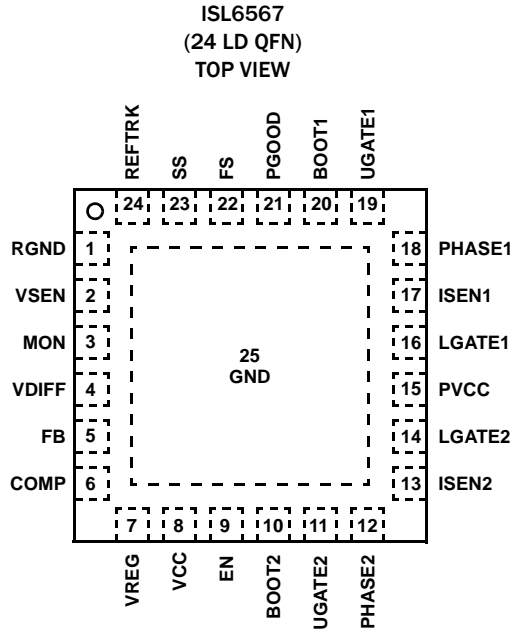 ISL6567
(24 LD QFN)
TOP VIEW
REFTRK
SS
FS
PGOOD
BOOT1
UGATE1
24 23 22 21 20 19
RGND 1 18 PHASE1
VSEN 2 17 ISEN1
MON 3 16 LGATE1
25
GND
VDIFF 4 15 PVCC
FB 5 14 LGATE2
COMP 6 13 ISEN2
7 8 9 10 11 12
VREG
VCC
EN
BOOT2
UGATE2
PHASE2